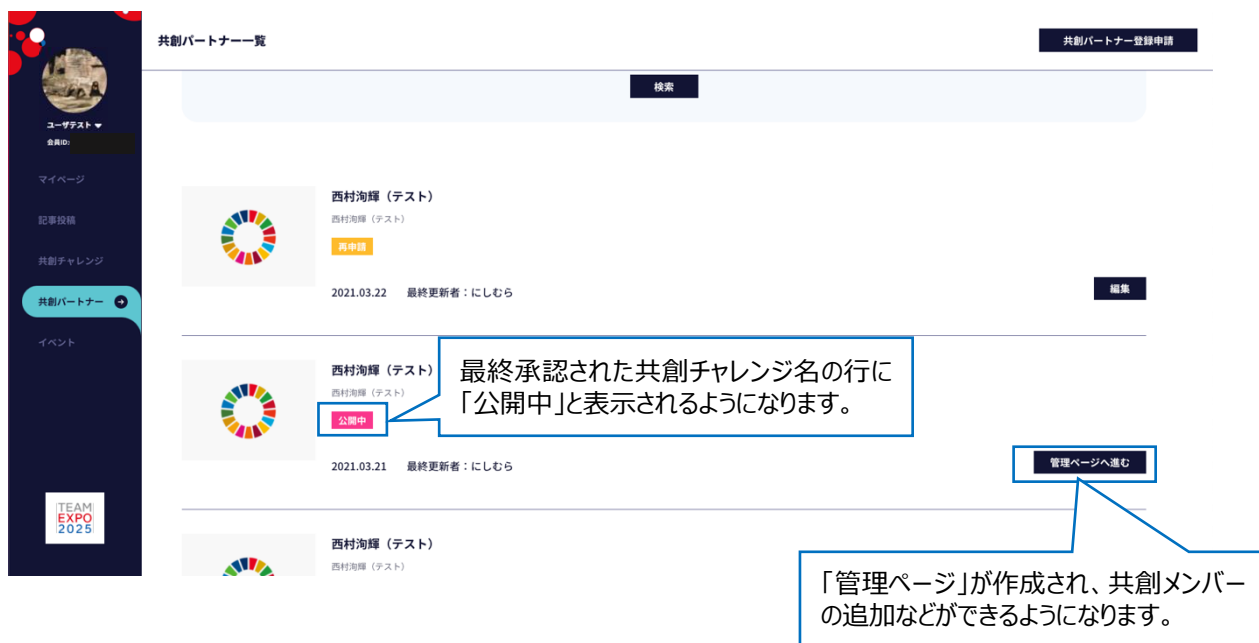 共創パートナー一覧
共創パートナー登録申請
検索
ユーザテスト
会員ID:
マイページ
記事投稿
共創チャレンジ
共創パートナー
イベント
TEAM
EXPO
2025
西村洵輝（テスト）
西村洵輝（テスト）
再申請
2021.03.22 最終更新者：にしむら
編集
西村洵輝（テスト）
西村洵輝（テスト）
公開中
2021.03.21 最終更新者：にしむら
管理ページへ進む
最終承認された共創チャレンジ名の行に
「公開中」と表示されるようになります。
西村洵輝（テスト）
西村洵輝（テスト）
「管理ページ」が作成され、共創メンバー
の追加などができるようになります。